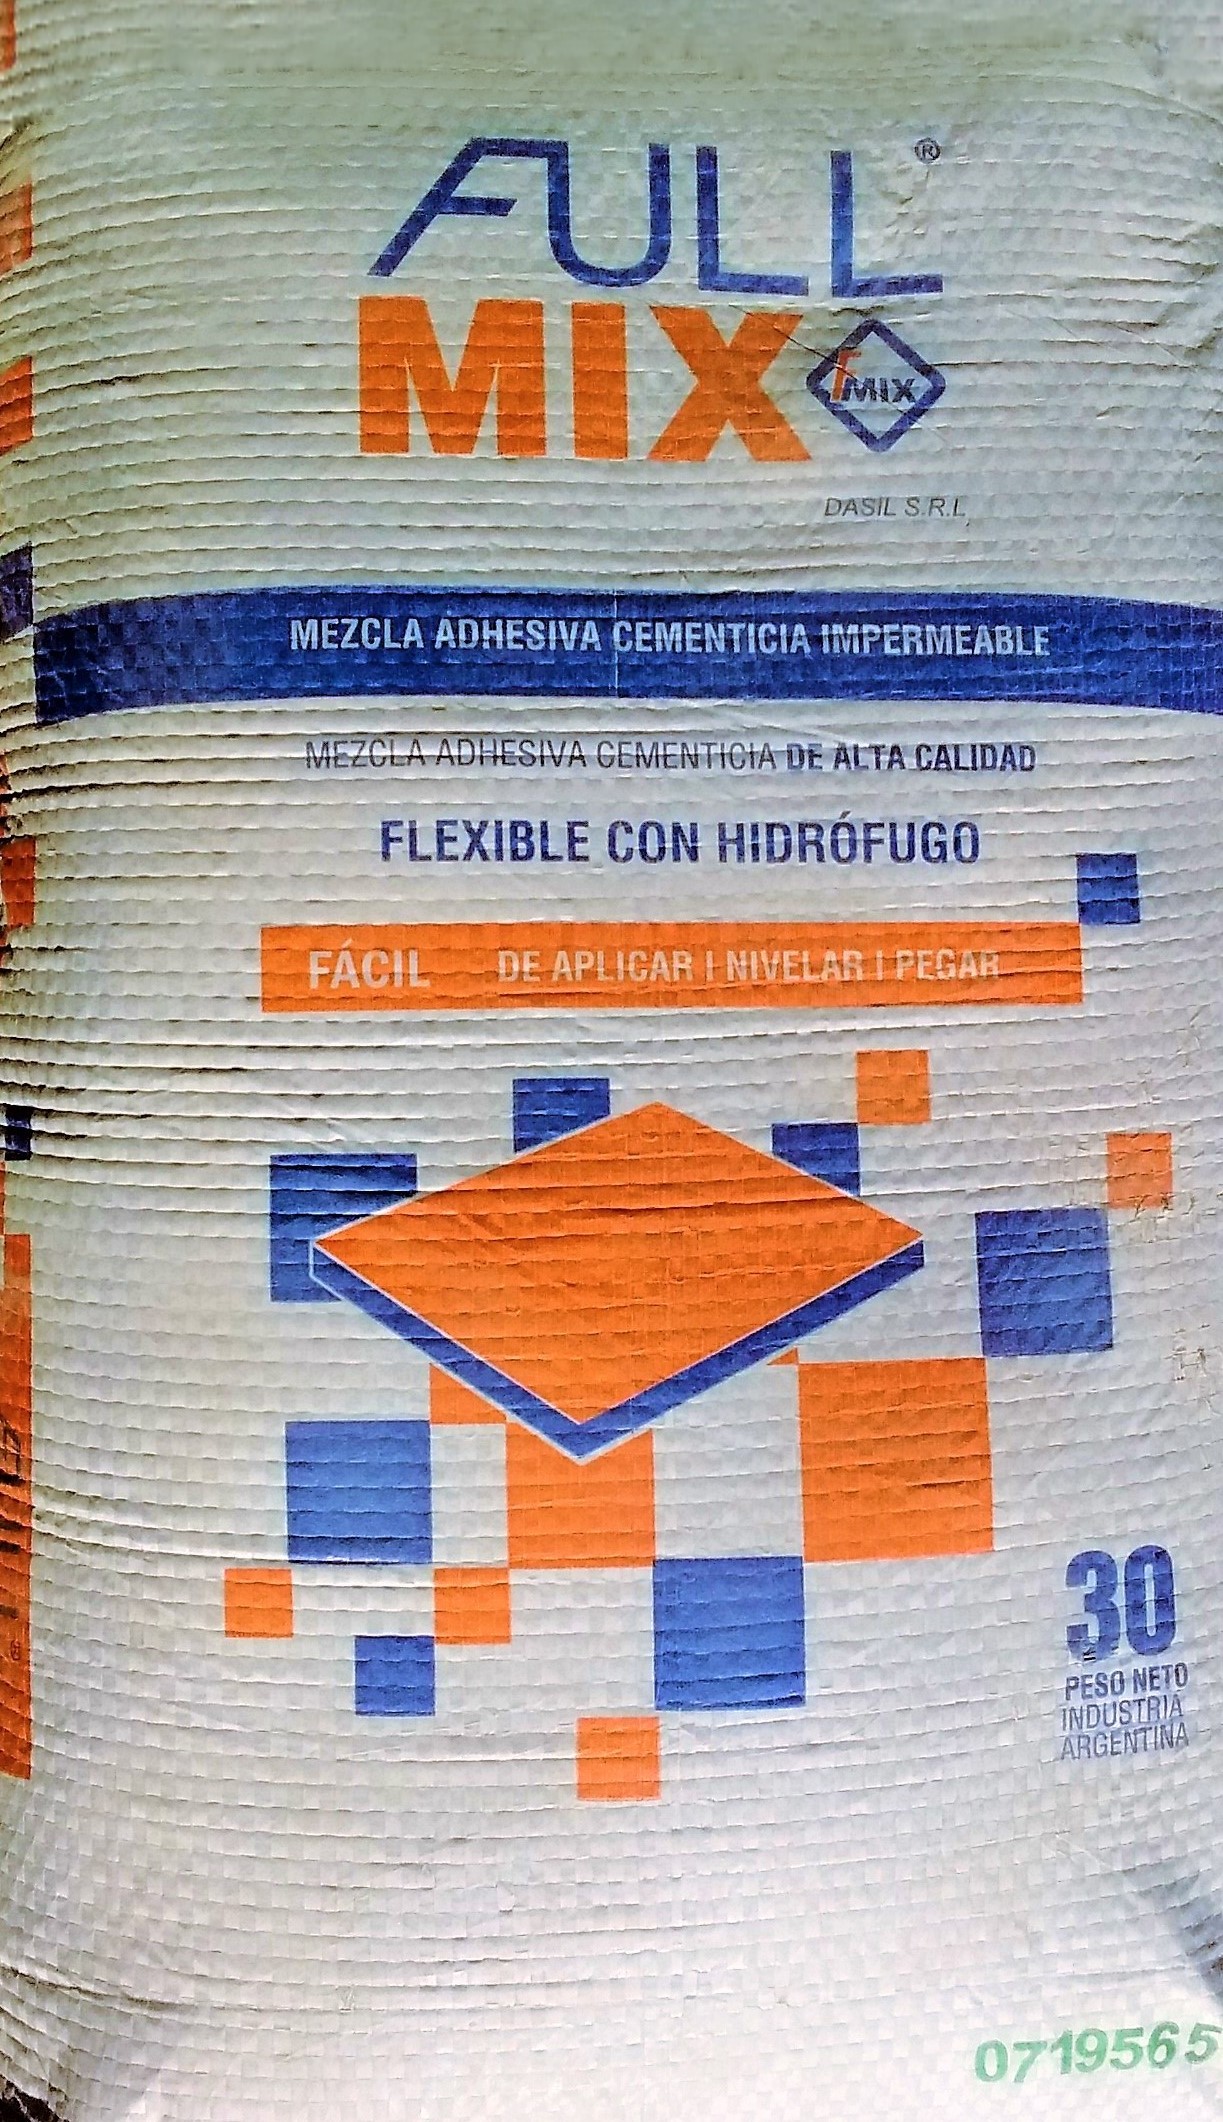 FULL®
MIX
FMIX
DASIL S.R.L
MEZCLA ADHESIVA CEMENTICIA IMPERMEABLE
MEZCLA ADHESIVA CEMENTICIA DE ALTA CALIDAD
FLEXIBLE CON HIDRÓFUGO
FÁCIL DE APLICAR | NIVELAR | PEGAR
30
PESO NETO
INDUSTRIA
ARGENTINA
0719565